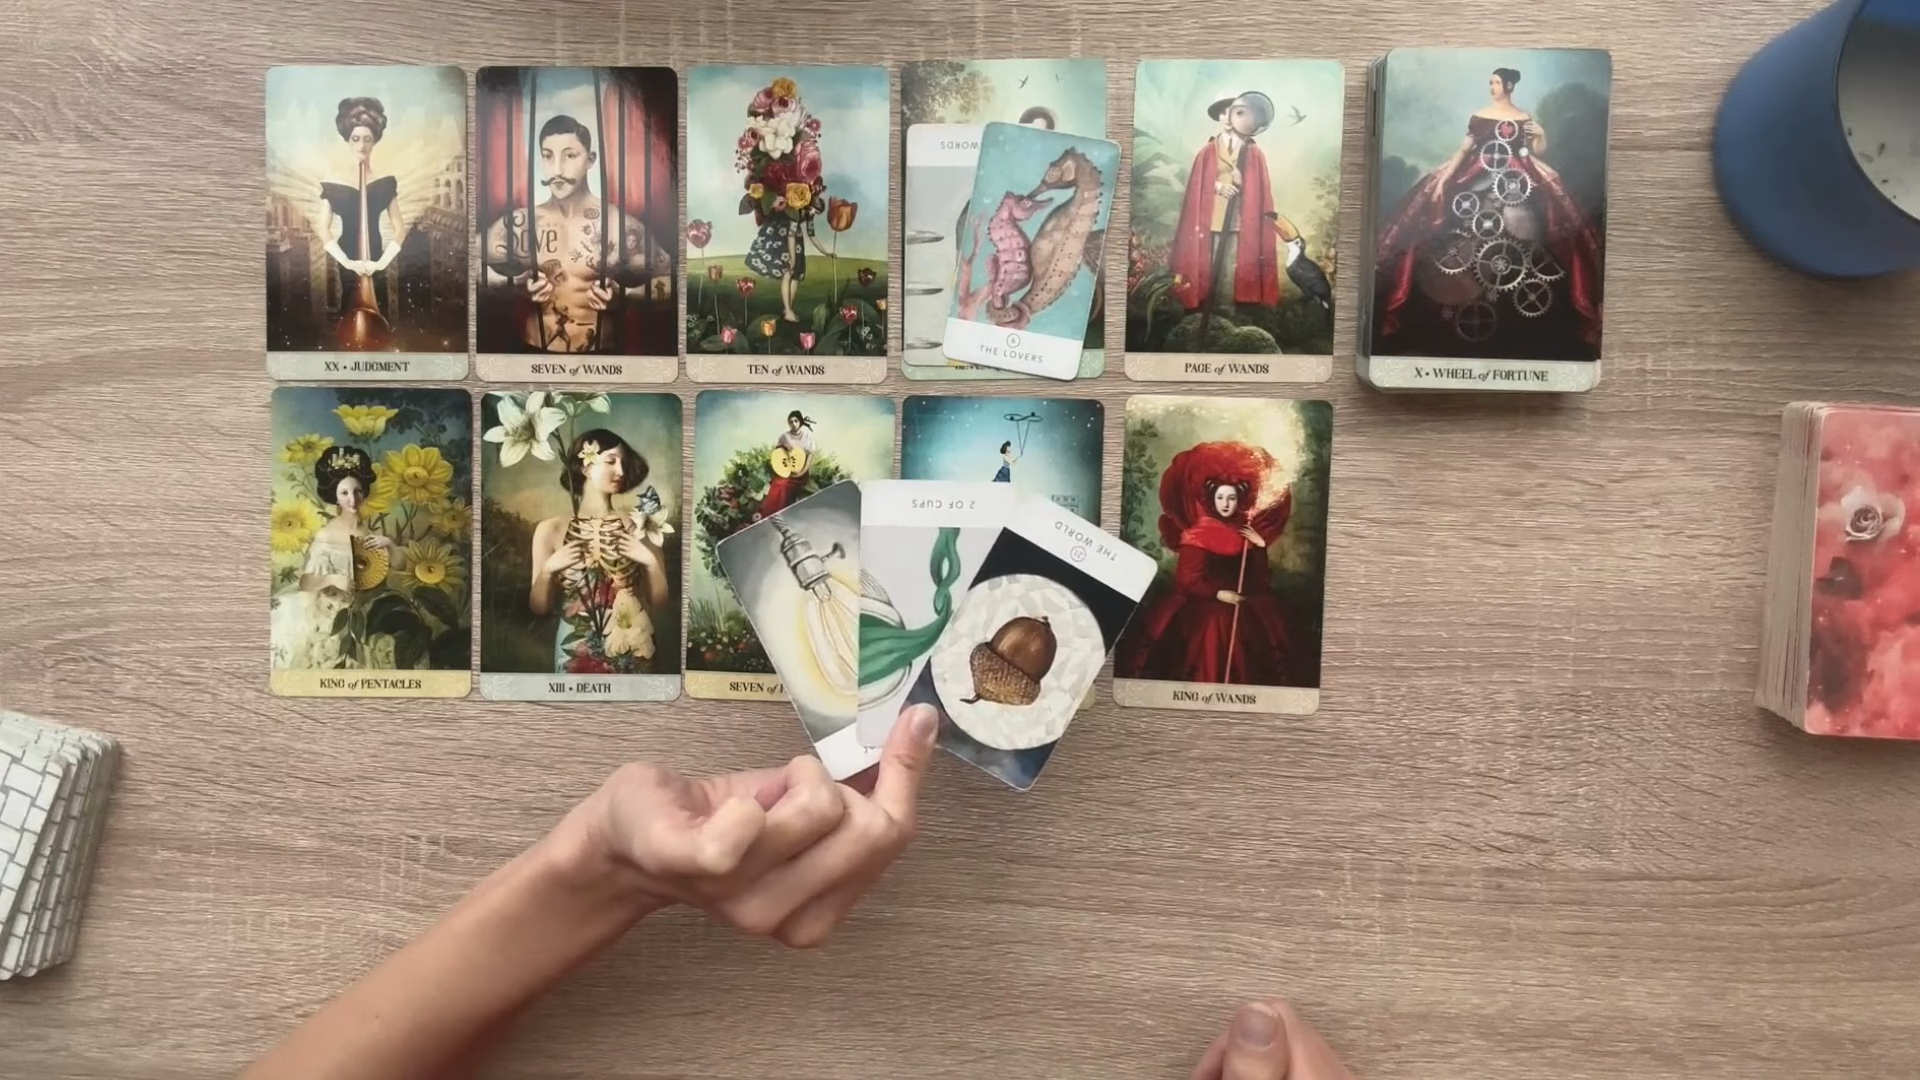 WORDS
6
THE LOVERS
Love
XX • JUDGMENT
SEVEN of WANDS
TEN of WANDS
PAGE of WANDS
X • WHEEL of FORTUNE
2 OF CUPS
THE WORLD
21
KING of PENTACLES
XIII • DEATH
SEVEN of
KING of WANDS